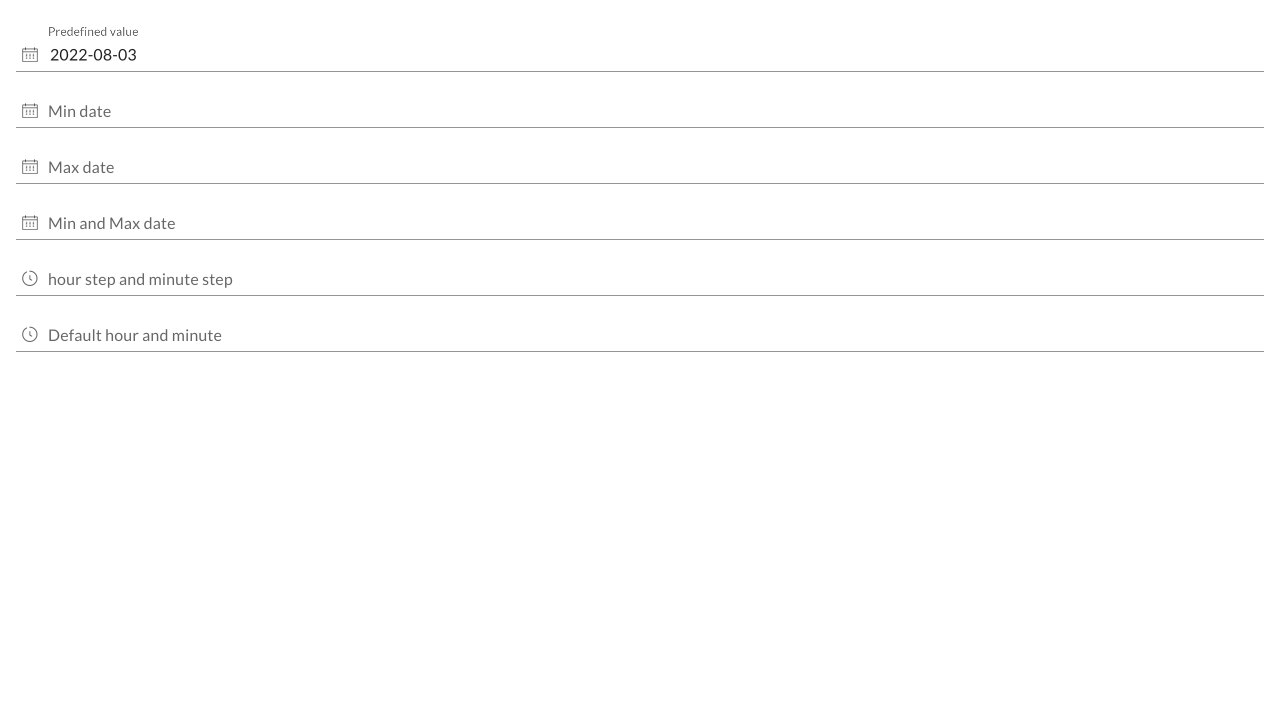 Predefined value
2022-08-03
Min date
Max date
Min and Max date
hour step and minute step
Default hour and minute